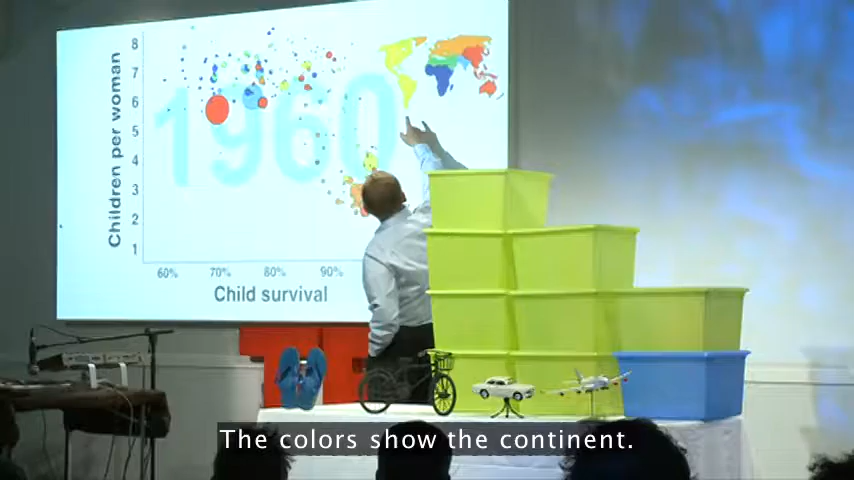 1960
Children per woman
8
7
6
5
4
3
2
1
60% 70% 80% 90%
Child survival
The colors show the continent.